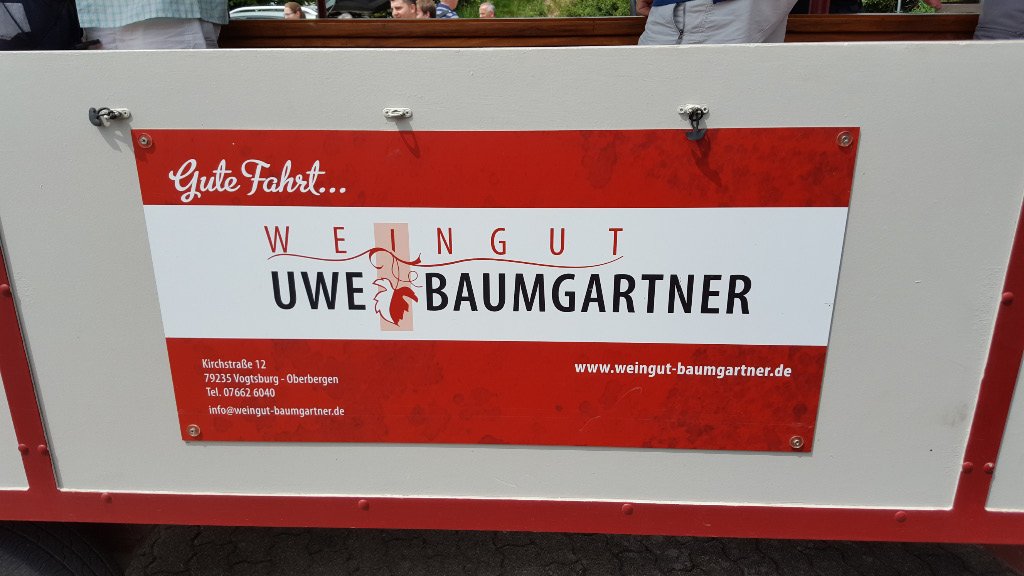 Gute Fahrt...
WEINGUT
UWE BAUMGARTNER
Kirchstraße 12
79235 Vogtsburg - Oberbergen
Tel. 07662 6040
info@weingut-baumgartner.de
www.weingut-baumgartner.de